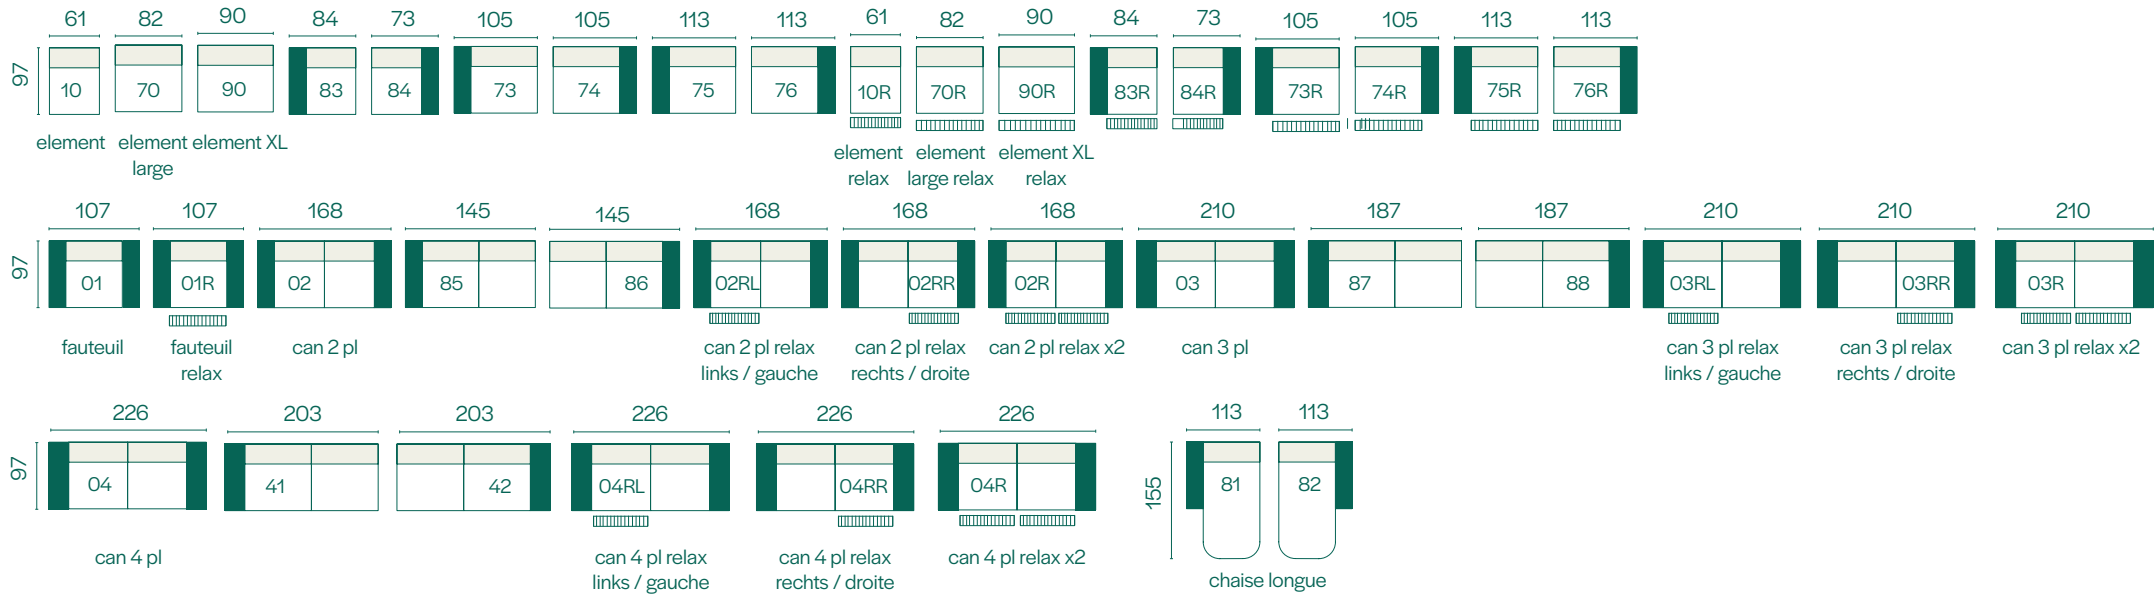 61 82 90 84 73 105 105 113 113 61 82 90 84 73 105 105 113 113
97
10 70 90 83 84 73 74 75 76 10R 70R 90R 83R 84R 73R 74R 75R 76R
element element element XL element element element XL
large relax large relax relax
107 107 168 145 145 168 168 168 210 187 187 210 210 210
97
01 01R 02 85 86 02RL 02RR 02R 03 87 88 03RL 03RR 03R
fauteuil fauteuil can 2 pl can 2 pl relax can 2 pl relax can 2 pl relax x2 can 3 pl can 3 pl relax can 3 pl relax can 3 pl relax x2
relax links / gauche rechts / droite links / gauche rechts / droite
226 203 203 226 226 226 113 113
97 155
04 41 42 04RL 04RR 04R 81 82
can 4 pl can 4 pl relax can 4 pl relax can 4 pl relax x2 chaise longue
links / gauche rechts / droite